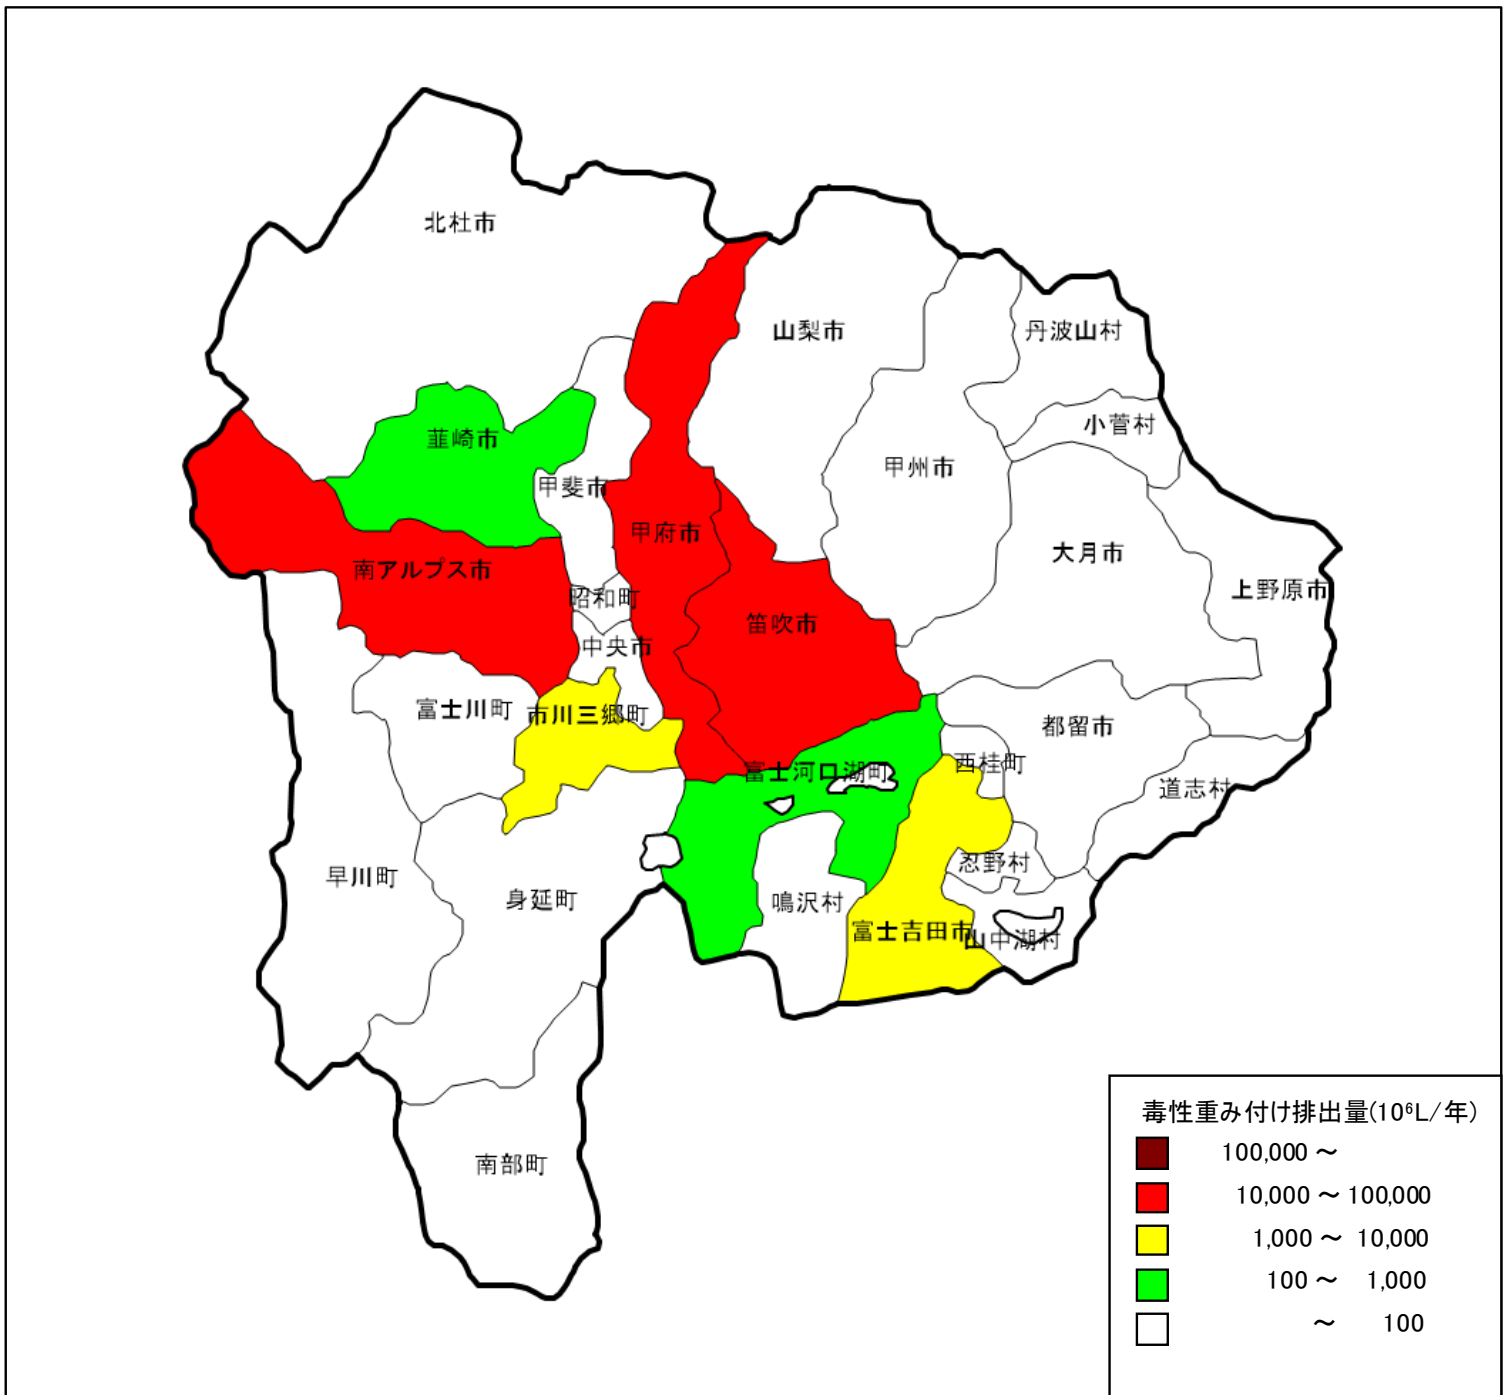 北杜市
山梨市
丹波山村
小菅村
韮崎市
甲州市
甲斐市
甲府市
大月市
南アルプス市
上野原市
昭和町
笛吹市
中央市
富士川町
市川三郷町
都留市
西桂町
富士河口湖町
道志村
忍野村
早川町
身延町
鳴沢村
富士吉田市
山中湖村
南部町
毒性重み付け排出量(10⁶L/年)
100,000 ～
10,000 ～ 100,000
1,000 ～ 10,000
100 ～ 1,000
～ 100